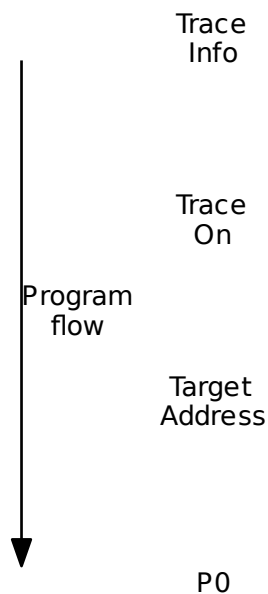 Trace
Info
Trace
On
Program
flow
Target
Address
P0